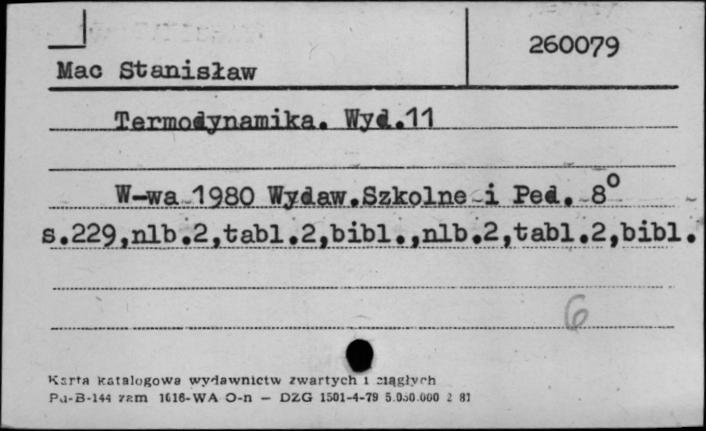 260079
Mac Stanisław
Termodynamika. Wyd.11
W-wa 1980 Wydaw.Szkolne i Ped. 8°
s.229,nlb.2,tabl.2,bibl.,nlb.2,tabl.2,bibl.
6
Karta katalogowa wydawnictw zwartych i ciągłych
Pu-B-144 zam 1616-WA O-n — DZG 1501-4-79 5.050.000 2 81